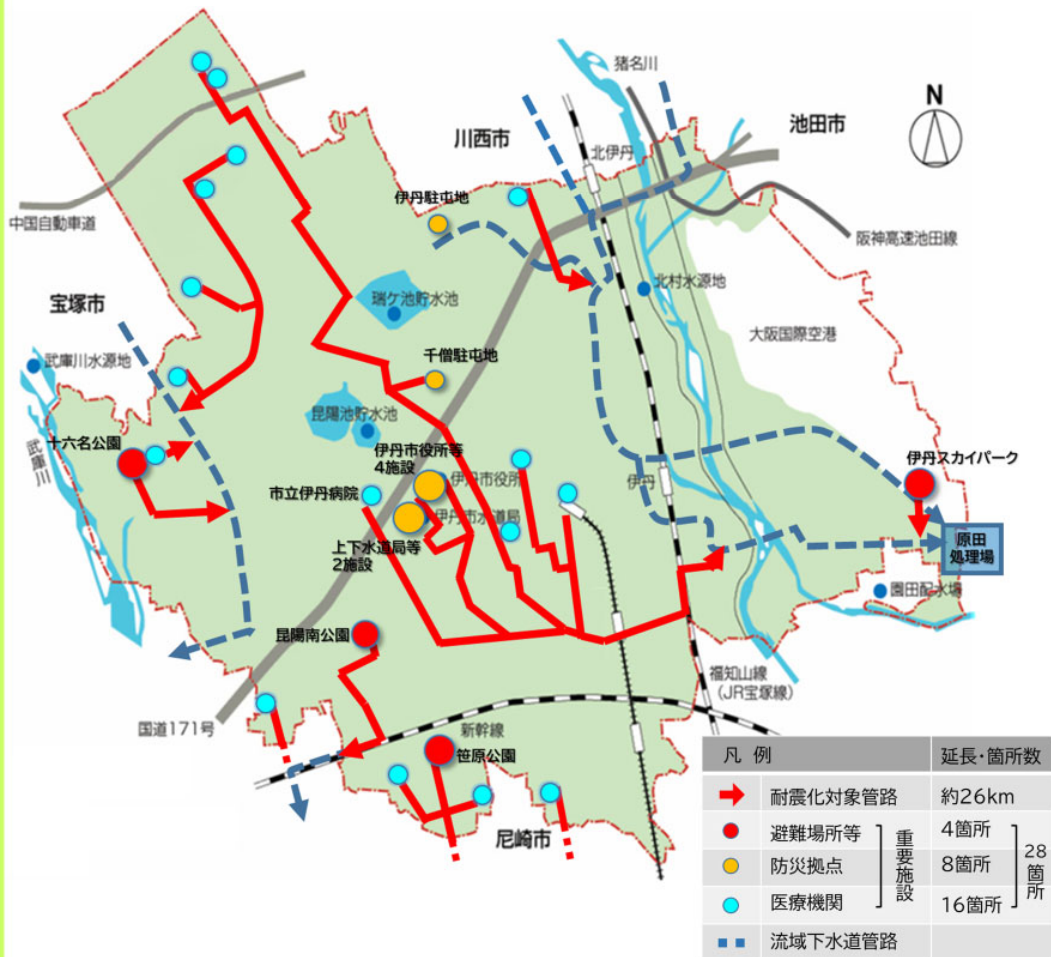 猪名川
N
池田市
川西市
北伊丹
伊丹駐屯地
中国自動車道
阪神高速池田線
北村水源地
宝塚市
瑞ケ池貯水池
大阪国際空港
千僧駐屯地
武庫川水源地
昆陽池貯水池
十六名公園
伊丹市役所等
4施設
伊丹市役所
伊丹
伊丹スカイパーク
武庫川
市立伊丹病院
伊丹市水道局
上下水道局等
2施設
原田
処理場
園田配水場
昆陽南公園
福知山線
(JR宝塚線)
国道171号
新幹線
笹原公園
尼崎市
凡 例 延長・箇所数
耐震化対象管路 約26km
避難場所等 4箇所
防災拠点 8箇所
医療機関 16箇所
重要施設
28箇所
流域下水道管路